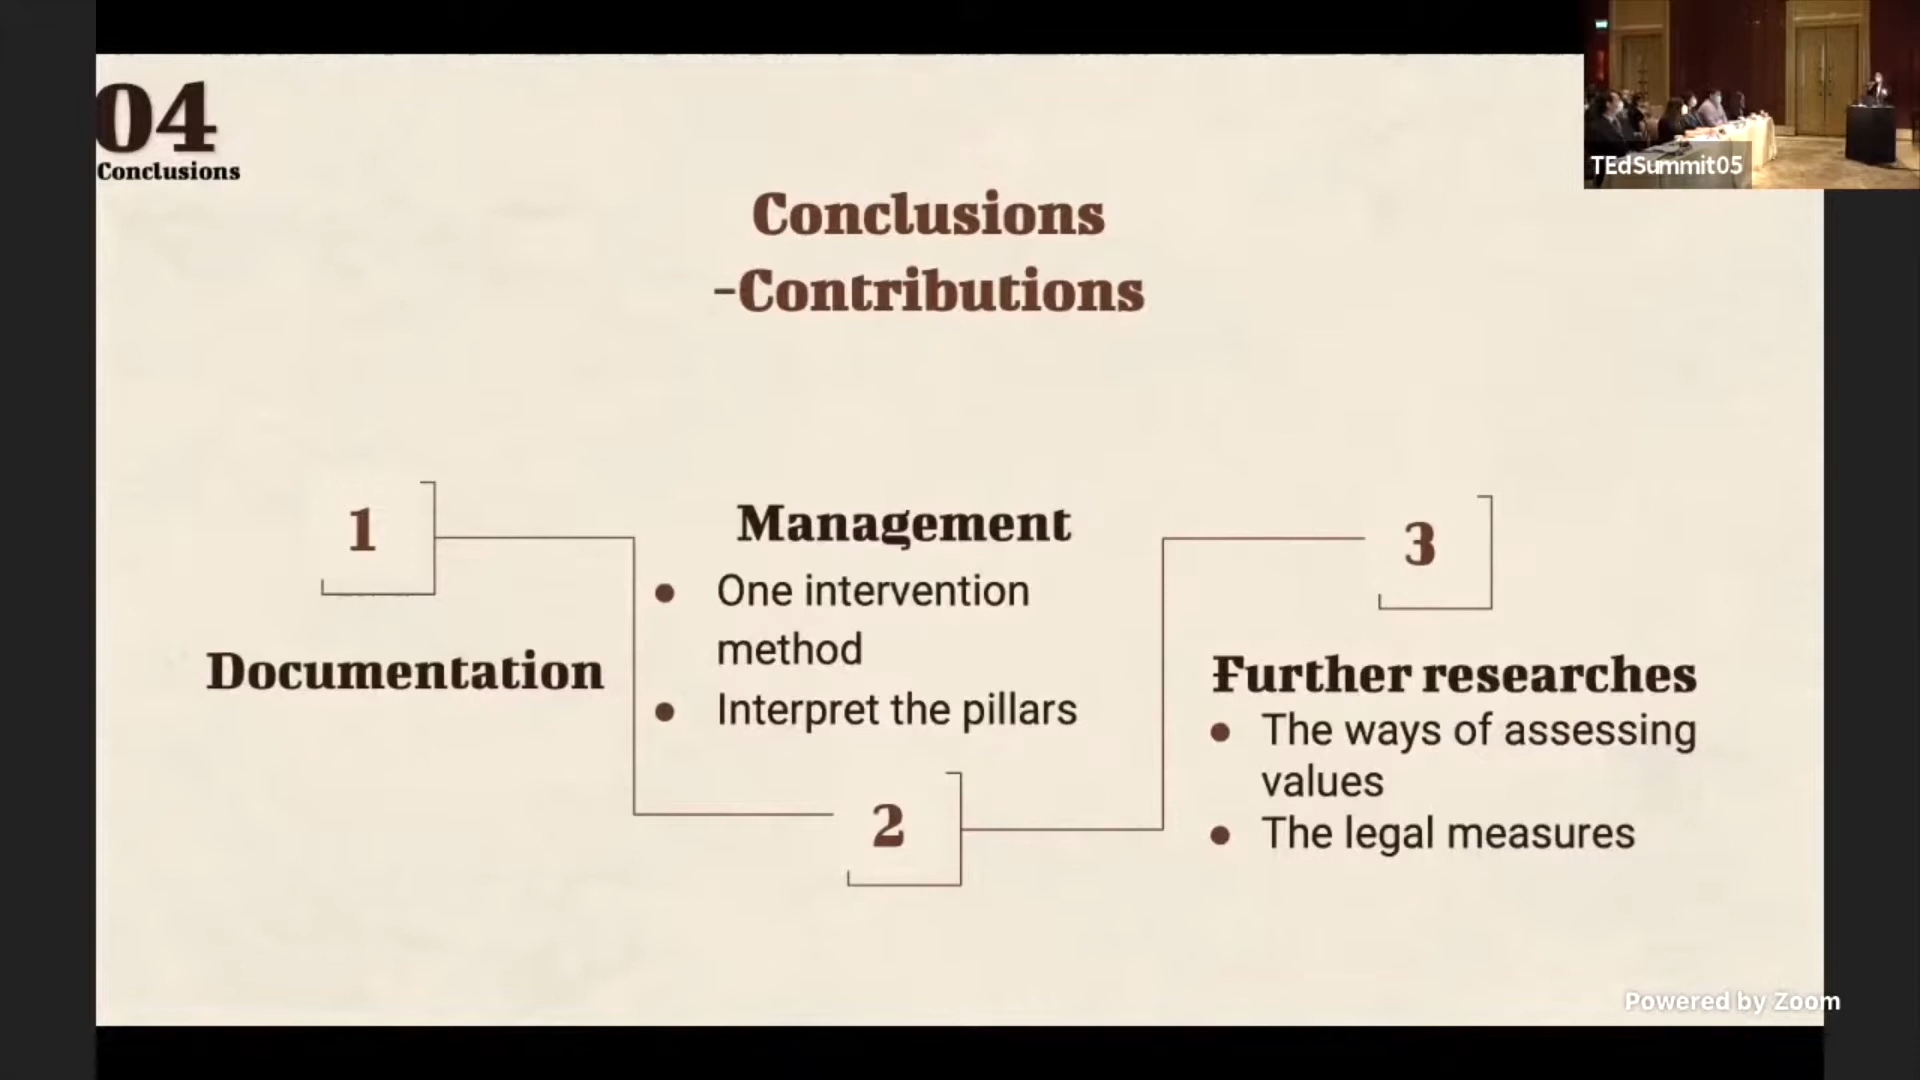 04
Conclusions
TEdSummit05
Conclusions
-Contributions
1
Documentation
Management
● One intervention
method
● Interpret the pillars
2
3
Further researches
● The ways of assessing
values
● The legal measures
Powered by Zoom